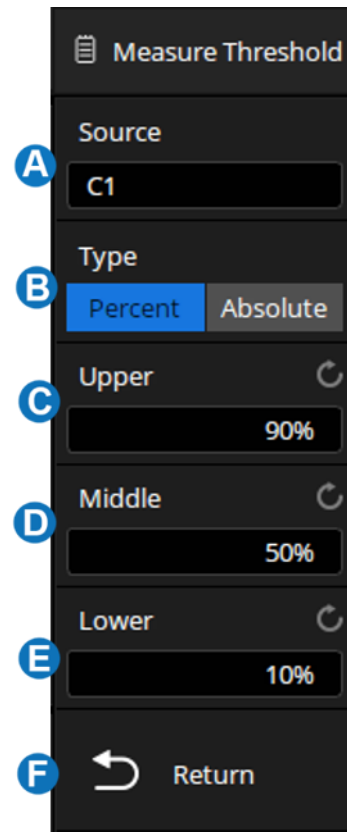 Measure Threshold
Source
A
C1
Type
B
Percent Absolute
Upper
C
90%
Middle
D
50%
Lower
E
10%
F Return